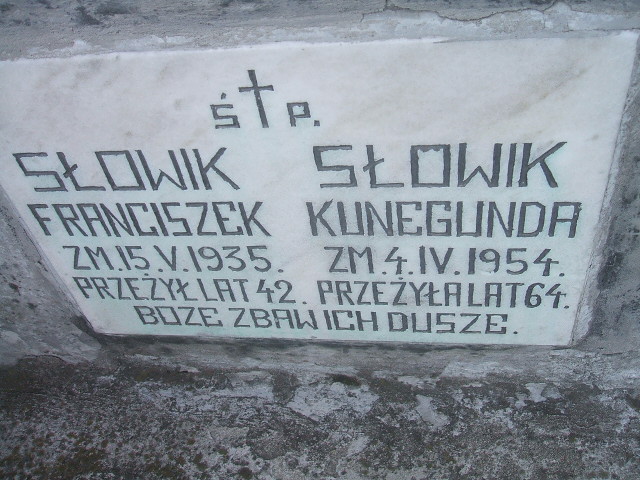 Ś † P.
SŁOWIK SŁOWIK
FRANCISZEK KUNEGUNDA
ZM. 15. V. 1935. ZM. 4. IV. 1954.
PRZEŻYŁ LAT 42. PRZEŻYŁA LAT 64.
BOZE ZBAW ICH DUSZE.